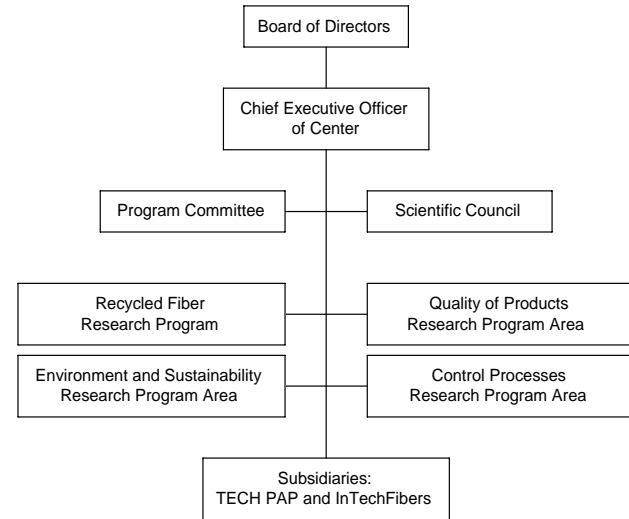 Board of Directors
Chief Executive Officer
of Center
Program Committee
Scientific Council
Recycled Fiber
Research Program
Quality of Products
Research Program Area
Environment and Sustainability
Research Program Area
Control Processes
Research Program Area
Subsidiaries:
TECH PAP and InTechFibers